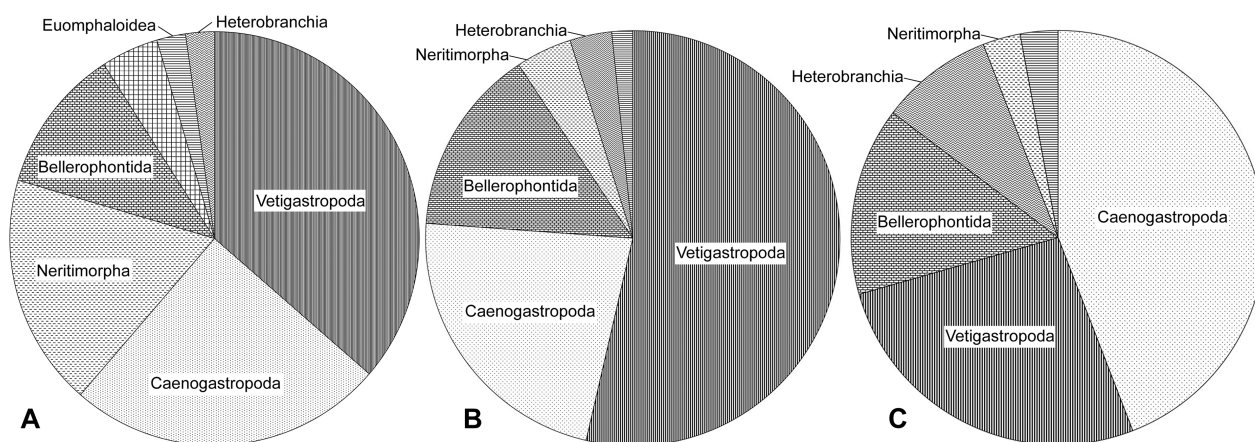 Euomphaloidea
Heterobranchia
Bellerophontida
Vetigastropoda
Neritimorpha
Caenogastropoda
A
Heterobranchia
Neritimorpha
Bellerophontida
Vetigastropoda
Caenogastropoda
B
Neritimorpha
Heterobranchia
Caenogastropoda
Bellerophontida
Vetigastropoda
C